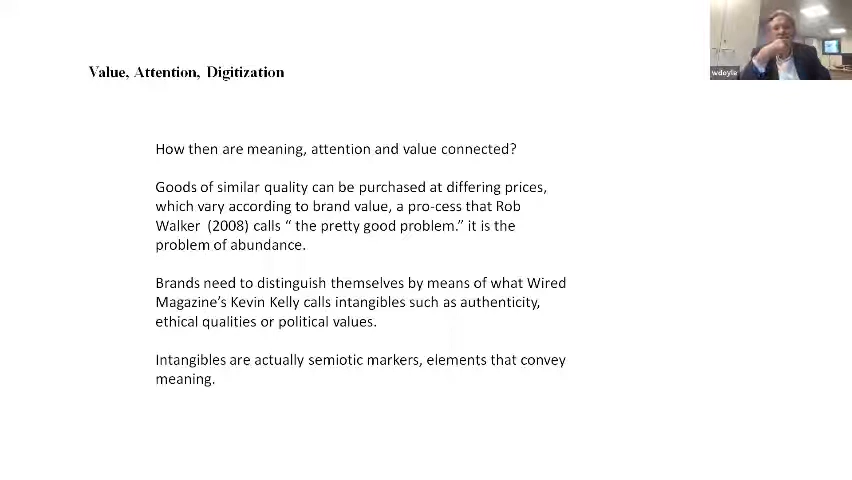 Value, Attention, Digitization
wdoyle
How then are meaning, attention and value connected?
Goods of similar quality can be purchased at differing prices,
which vary according to brand value, a pro-cess that Rob
Walker (2008) calls “ the pretty good problem.” it is the
problem of abundance.
Brands need to distinguish themselves by means of what Wired
Magazine’s Kevin Kelly calls intangibles such as authenticity,
ethical qualities or political values.
Intangibles are actually semiotic markers, elements that convey
meaning.